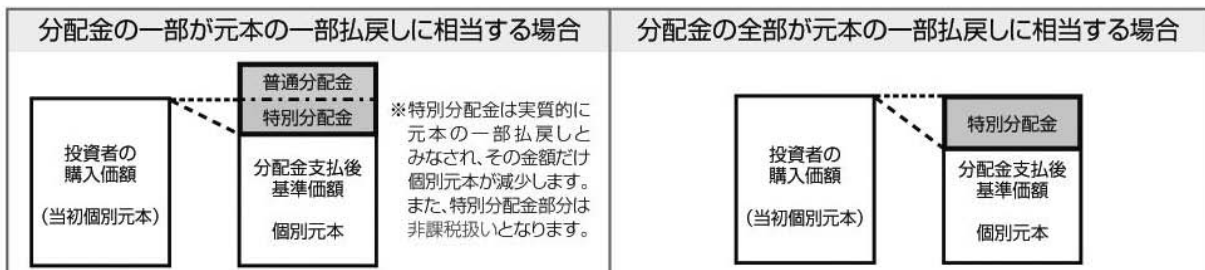 分配金の一部が元本の一部払戻しに相当する場合
普通分配金
特別分配金
投資者の
購入価額
(当初個別元本)
分配金支払後
基準価額
個別元本
※特別分配金は実質的に
元本の一部払戻しと
みなされ、その金額だけ
個別元本が減少します。
また、特別分配金部分は
非課税扱いとなります。
分配金の全部が元本の一部払戻しに相当する場合
投資者の
購入価額
(当初個別元本)
特別分配金
分配金支払後
基準価額
個別元本